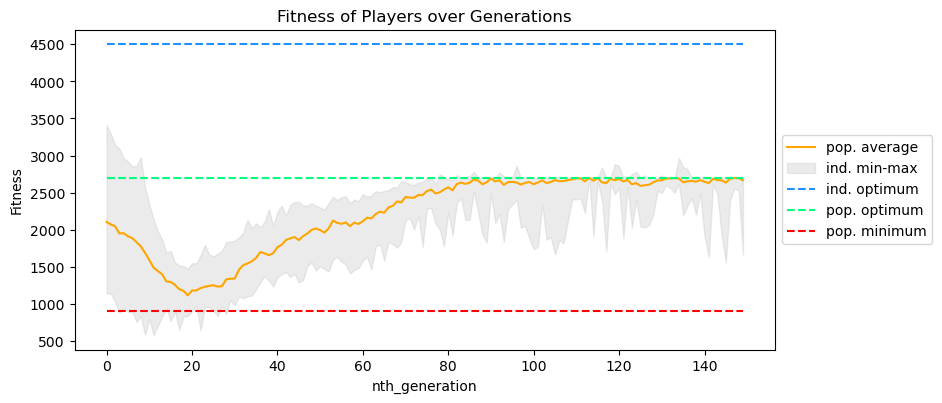 Fitness of Players over Generations
Fitness
4500
4000
3500
3000
2500
2000
1500
1000
500
0
20
40
60
80
100
120
140
nth_generation
pop. average
ind. min-max
ind. optimum
pop. optimum
pop. minimum